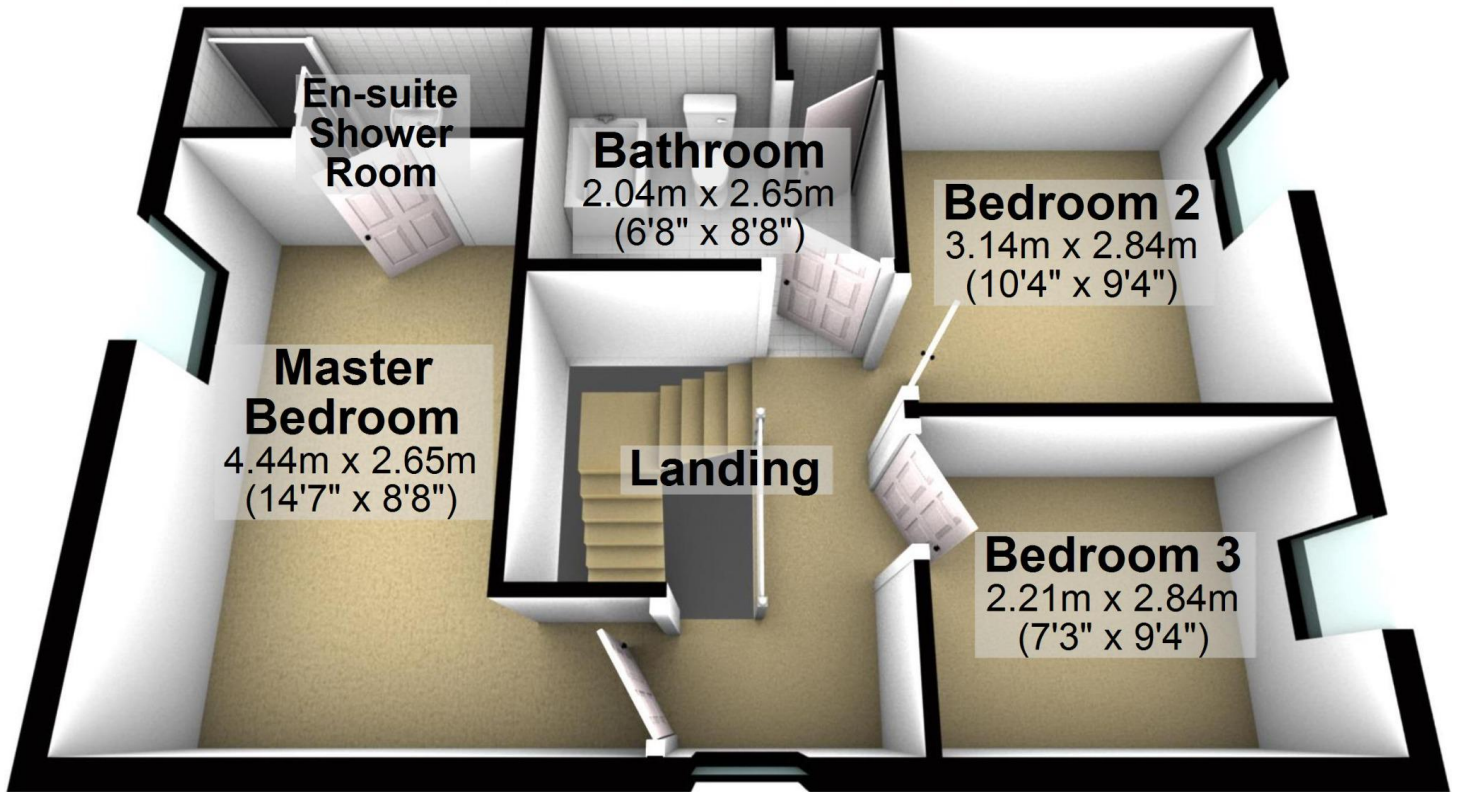 En-suite
Shower
Room
Bathroom
2.04m x 2.65m
(6'8" x 8'8")
Bedroom 2
3.14m x 2.84m
(10'4" x 9'4")
Master
Bedroom
4.44m x 2.65m
(14'7" x 8'8")
Landing
Bedroom 3
2.21m x 2.84m
(7'3" x 9'4")